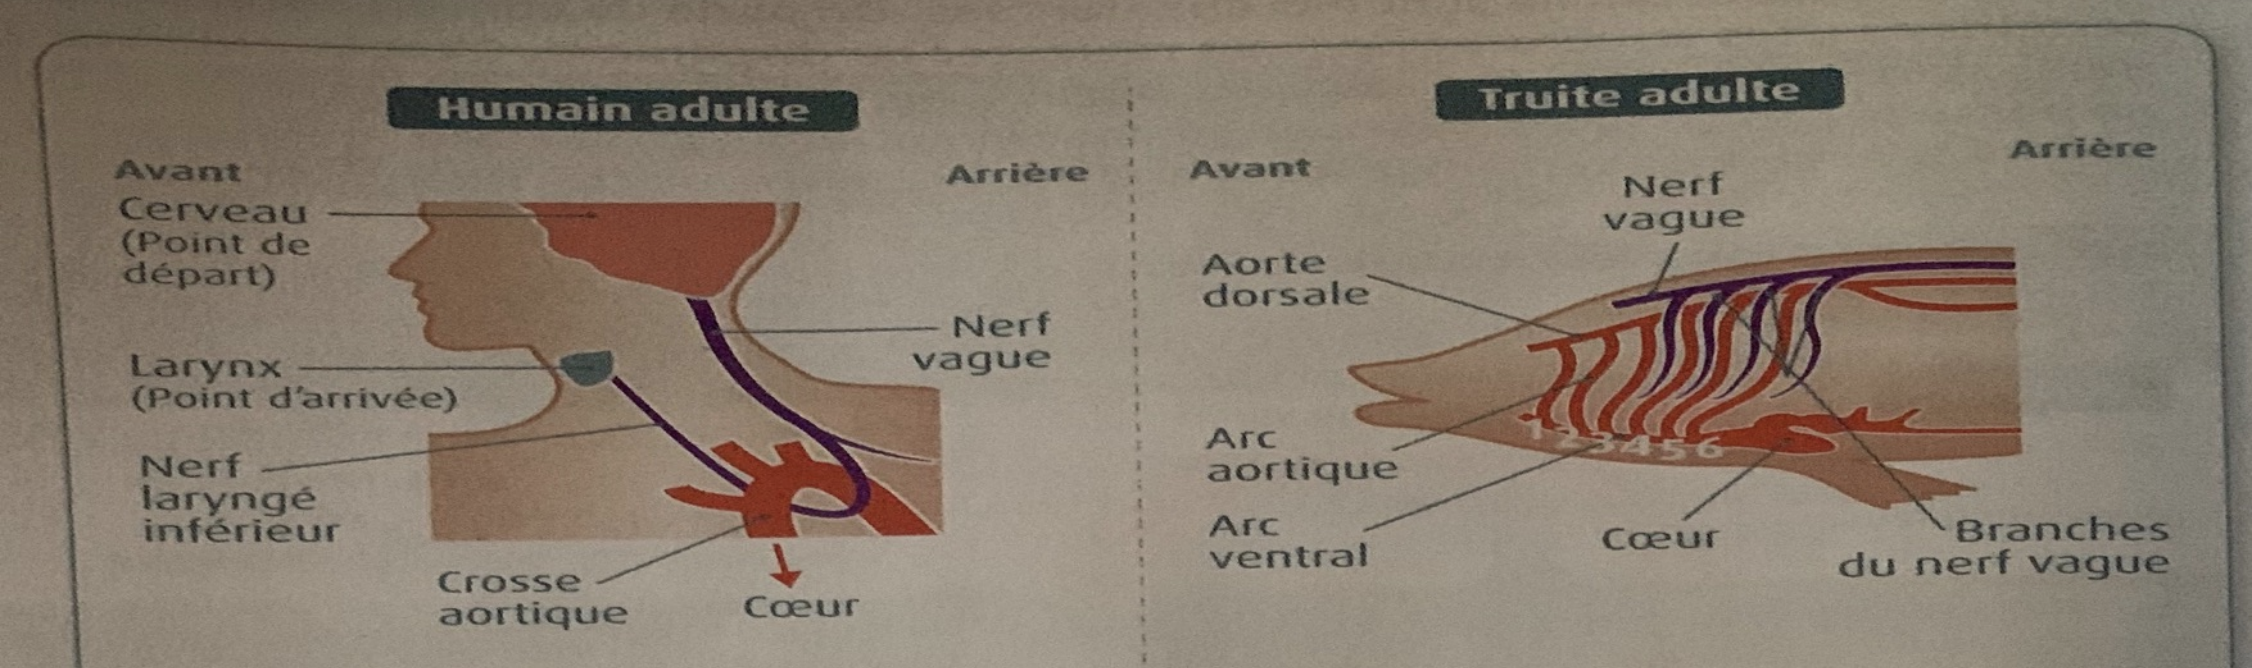 Humain adulte
Avant
Arrière
Cerveau
(Point de
départ)
Nerf
vague
Larynx
(Point d'arrivée)
Nerf
laryngé
inférieur
Crosse
aortique
Cœur
Truite adulte
Avant
Arrière
Nerf
vague
Aorte
dorsale
Arc
aortique
1 2 3 4 5 6
Arc
ventral
Cœur
Branches
du nerf vague